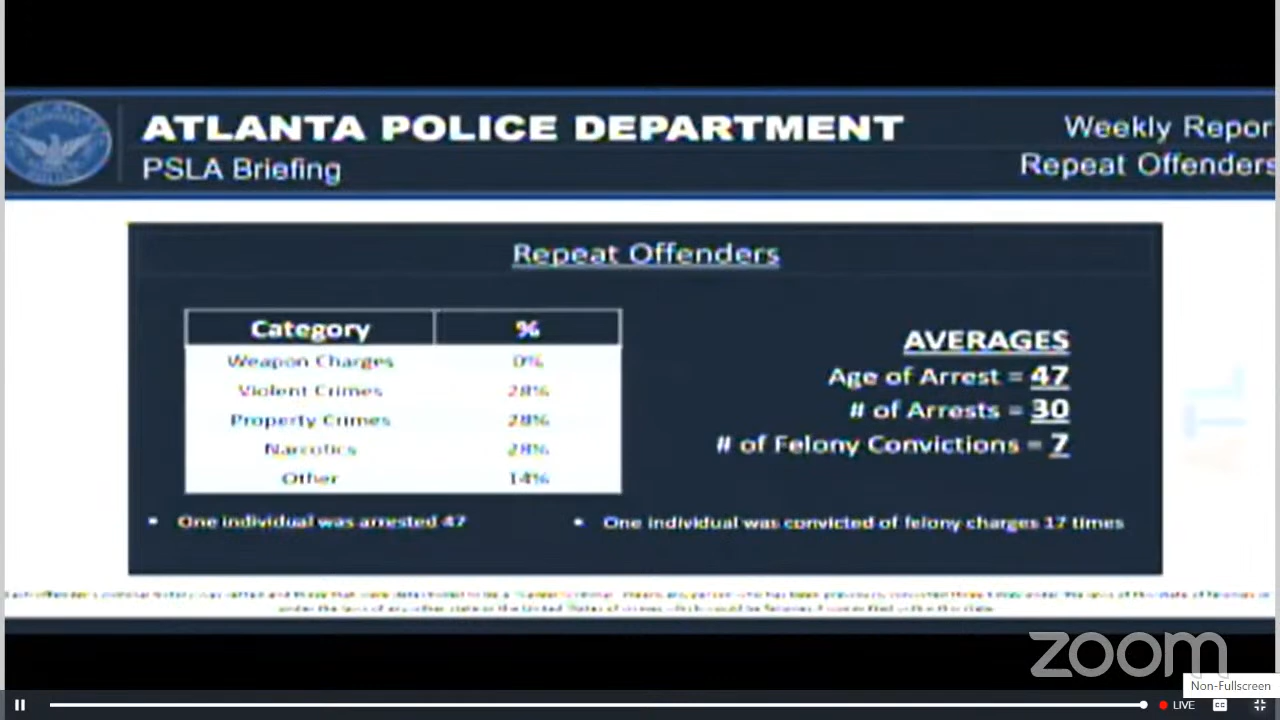 ATLANTA POLICE DEPARTMENT
PSLA Briefing
Weekly Repor
Repeat Offenders
Repeat Offenders
Category %
Weapon Charges 0%
Violent Crimes 28%
Property Crimes 28%
Narcotics 28%
Other 14%
AVERAGES
Age of Arrest = 47
# of Arrests = 30
# of Felony Convictions = 7
• One individual was arrested 47
• One individual was convicted of felony charges 17 times
ATL
zoom
Non-Fullscreen
LIVE
CC